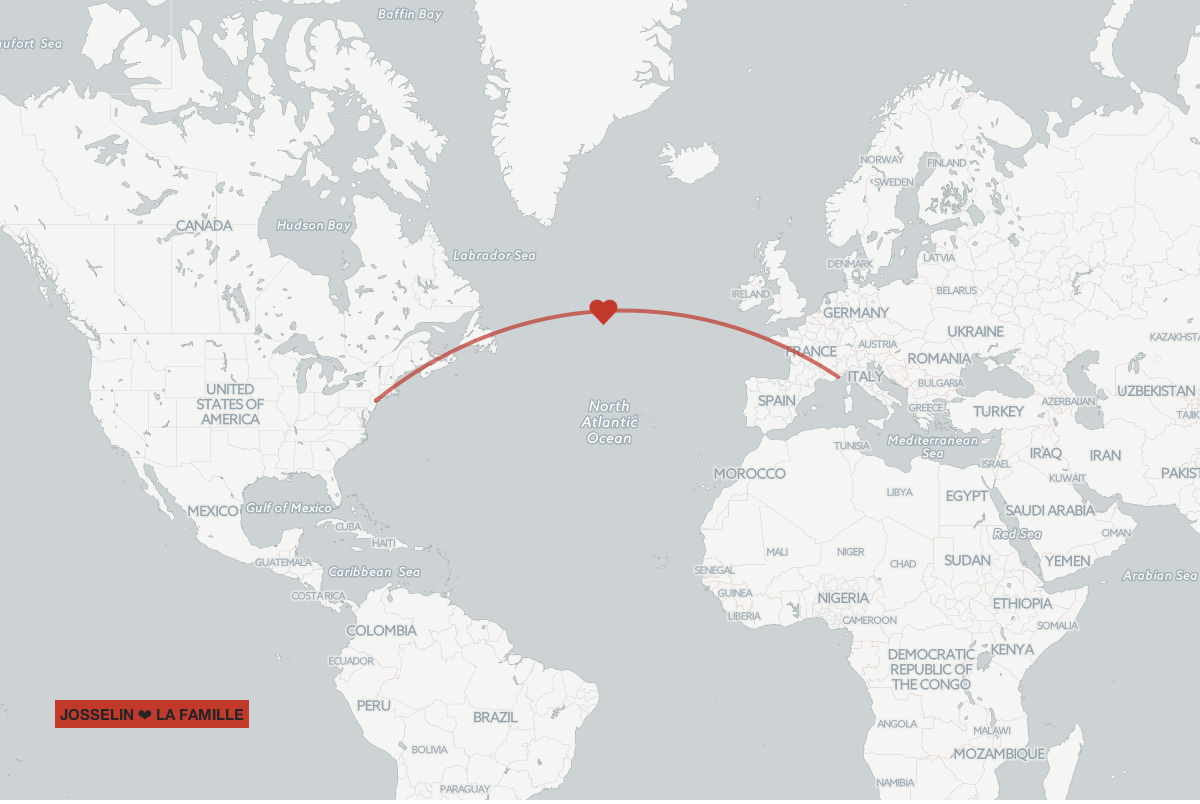 Baffin Bay
ufort Sea
NORWAY
FINLAND
SWEDEN
CANADA
Hudson Bay
Labrador Sea
LATVIA
DENMARK
BELARUS
IRELAND
GERMANY
UKRAINE
KAZAKHSTA
AUSTRIA
FRANCE
ROMANIA
ITALY
BULGARIA
UNITED
STATES OF
AMERICA
UZBEKISTAN
SPAIN
AZERBAIJAN
GREECE
TURKEY
TAJIK
North
Atlantic
Ocean
TUNISIA
Mediterranean
Sea
IRAQ
IRAN
ISRAEL
MOROCCO
KUWAIT
PAKIST
LIBYA
EGYPT
MEXICO
Gulf of Mexico
SAUDI ARABIA
CUBA
Red Sea
OMAN
HAITI
MALI
NIGER
CHAD
SUDAN
YEMEN
GUATEMALA
Caribbean Sea
SENEGAL
Arabian Sea
COSTA RICA
GUINEA
NIGERIA
ETHIOPIA
LIBERIA
CAMEROON
SOMALIA
COLOMBIA
KENYA
DEMOCRATIC
REPUBLIC OF
THE CONGO
ECUADOR
PERU
BRAZIL
JOSSELIN ❤ LA FAMILLE
ANGOLA
MALAWI
BOLIVIA
MOZAMBIQUE
NAMIBIA
PARAGUAY